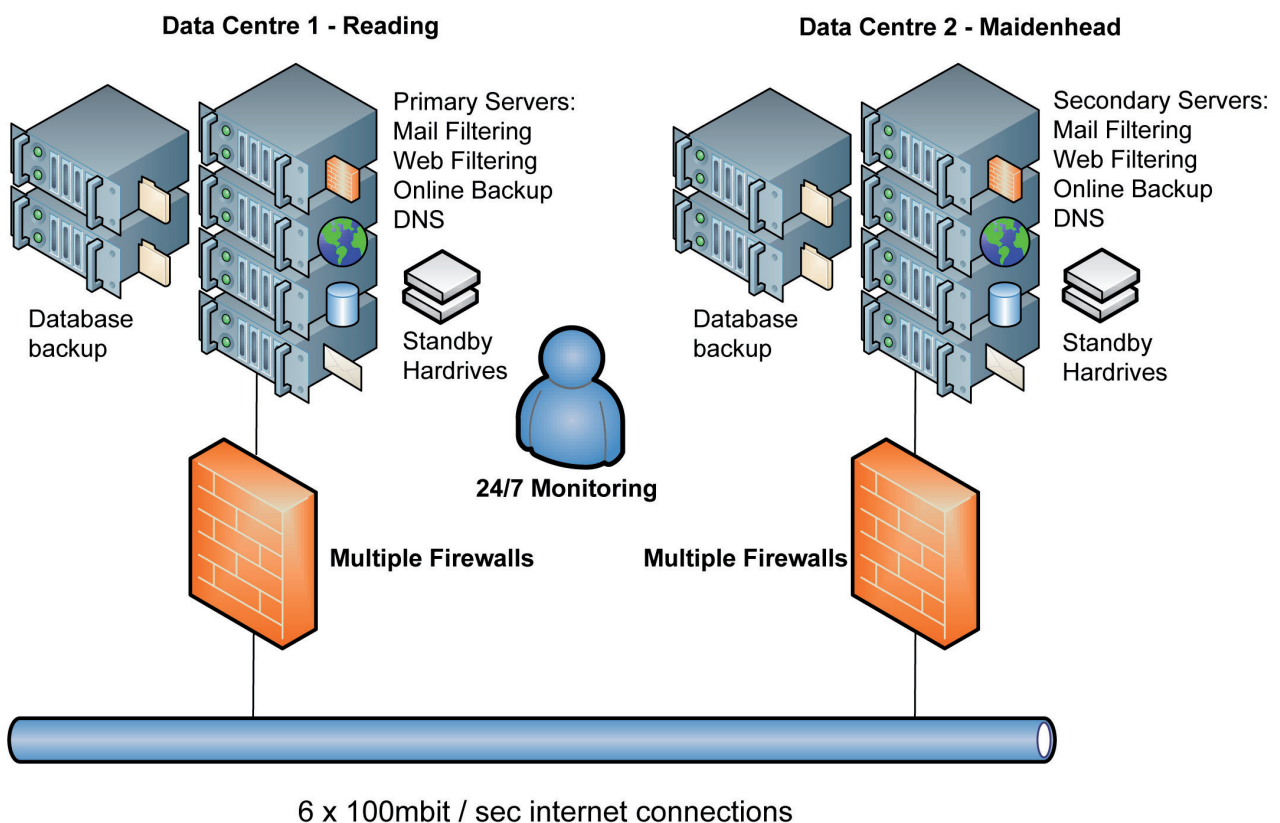 Data Centre 1 - Reading
Primary Servers:
Mail Filtering
Web Filtering
Online Backup
DNS
Database
backup
Standby
Hardrives
Data Centre 2 - Maidenhead
Secondary Servers:
Mail Filtering
Web Filtering
Online Backup
DNS
Database
backup
Standby
Hardrives
24/7 Monitoring
Multiple Firewalls
Multiple Firewalls
6 x 100mbit / sec internet connections